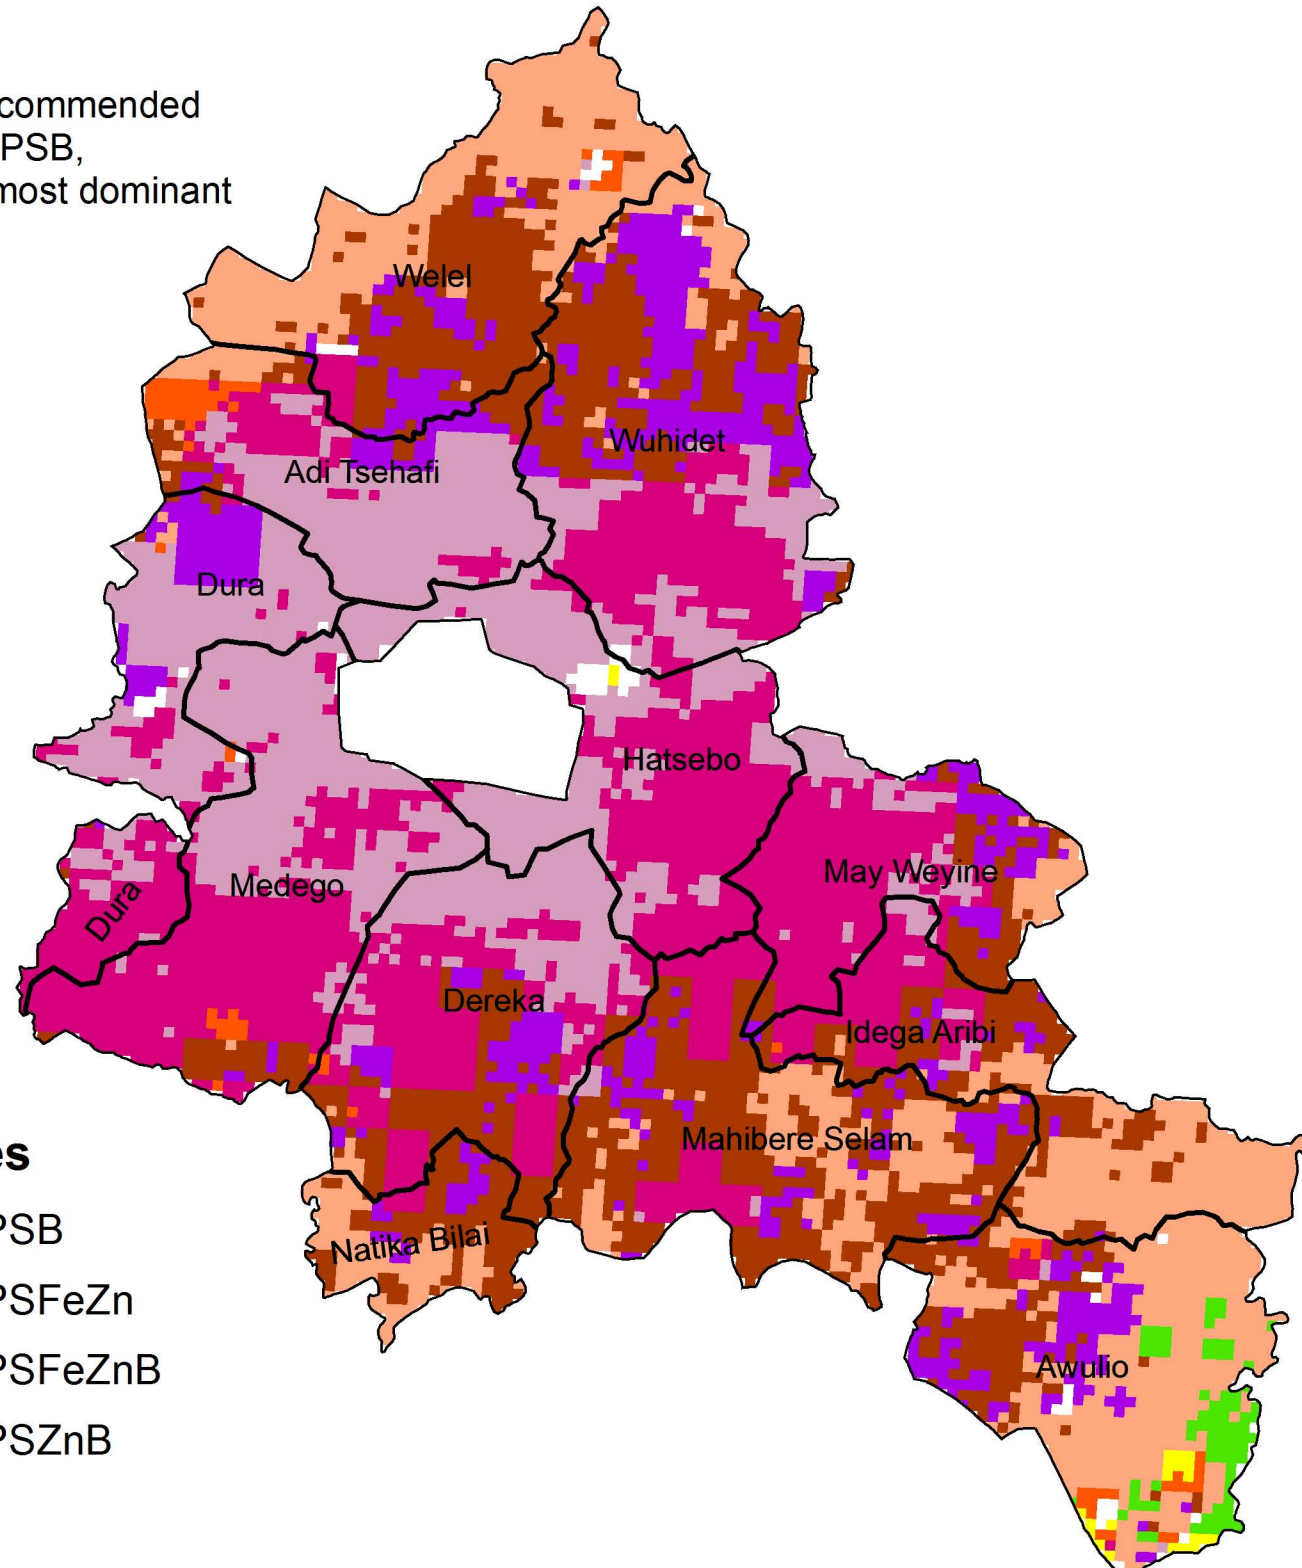 commended
PSB,
most dominant
Welel
Wuhidet
Adi Tsehafi
Dura
Hatsebo
May Weyine
Medego
Dura
Dereka
Idega Aribi
Mahibere Selam
es
PSB
Natika Bilai
PSFeZn
PSFeZnB
Awulio
PSZnB